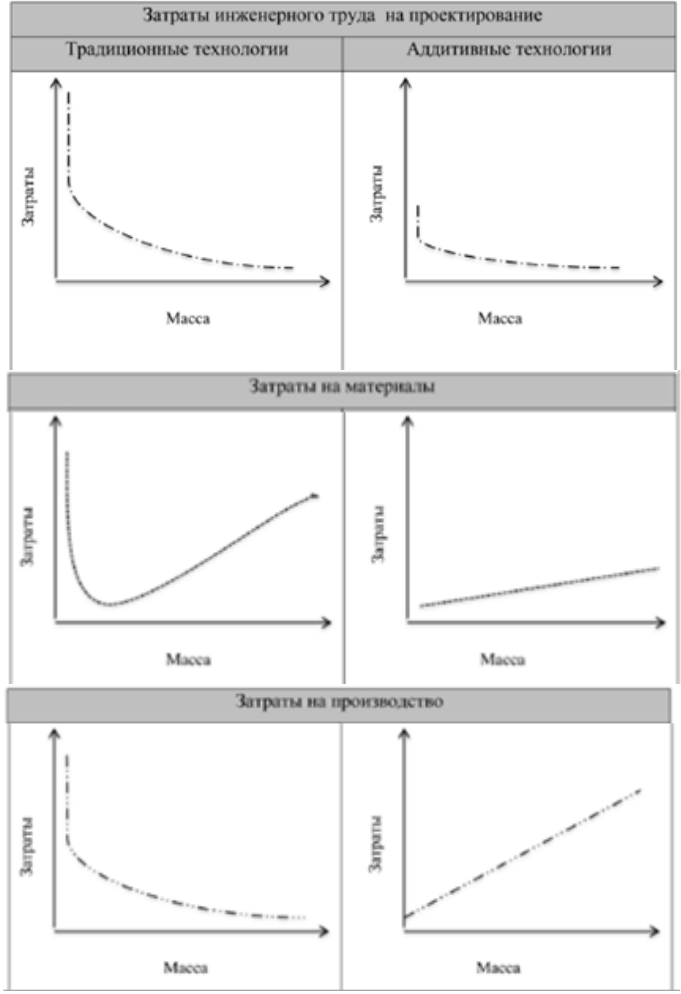 Затраты инженерного труда на проектирование
Традиционные технологии
Аддитивные технологии
Затраты
Масса
Затраты
Масса
Затраты на материалы
Затраты
Масса
Затраты
Масса
Затраты на производство
Затраты
Масса
Затраты
Масса